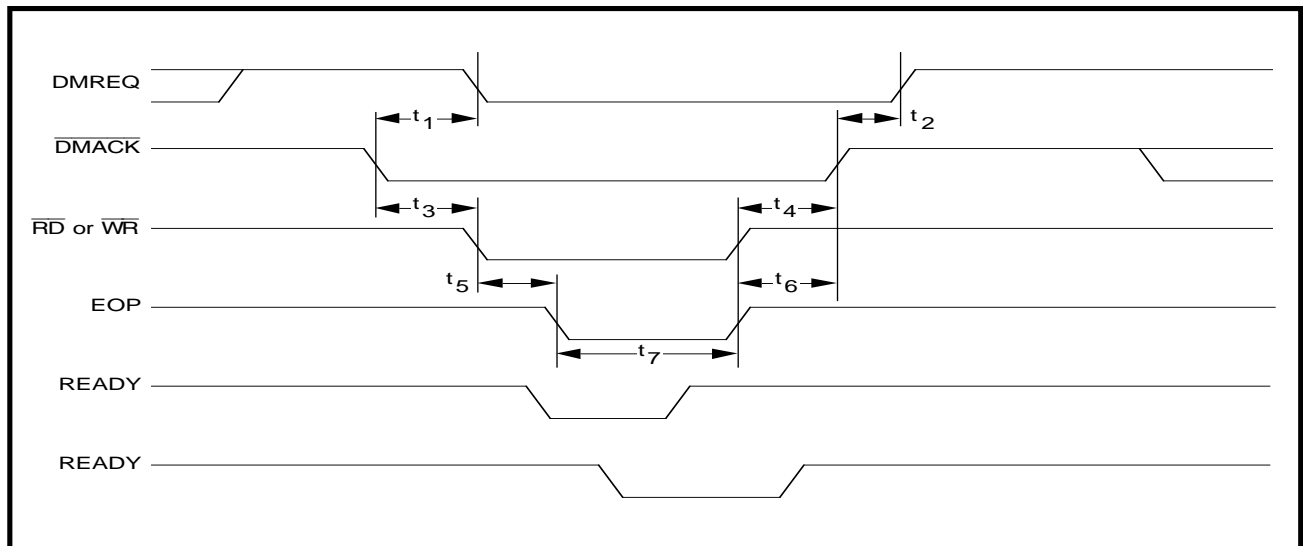 DMREQ
t1
t2
DMACK
t3
t4
RD or WR
t5
t6
EOP
t7
READY
READY